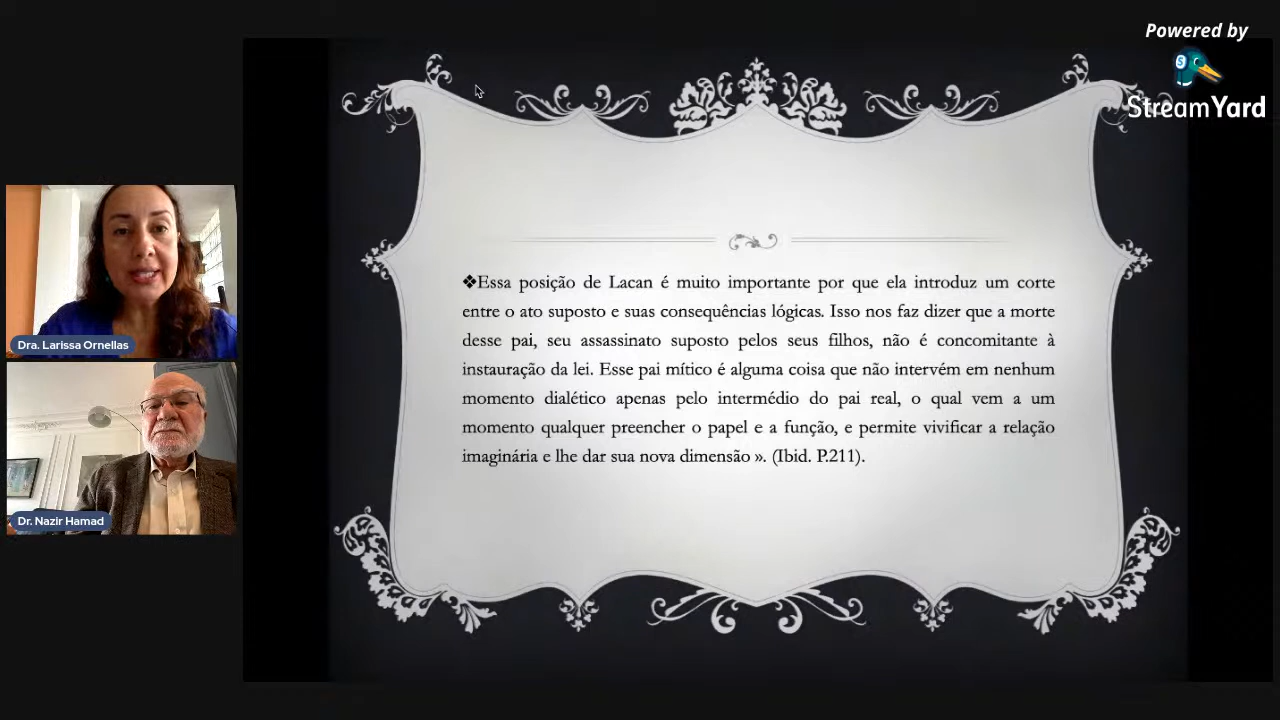 Powered by
StreamYard
❖Essa posição de Lacan é muito importante por que ela introduz um corte
entre o ato suposto e suas consequências lógicas. Isso nos faz dizer que a morte
desse pai, seu assassinato suposto pelos seus filhos, não é concomitante à
instauração da lei. Esse pai mítico é alguma coisa que não intervém em nenhum
momento dialético apenas pelo intermédio do pai real, o qual vem a um
momento qualquer preencher o papel e a função, e permite vivificar a relação
imaginária e lhe dar sua nova dimensão ». (Ibid. P.211).
Dra. Larissa Ornellas
Dr. Nazir Hamad